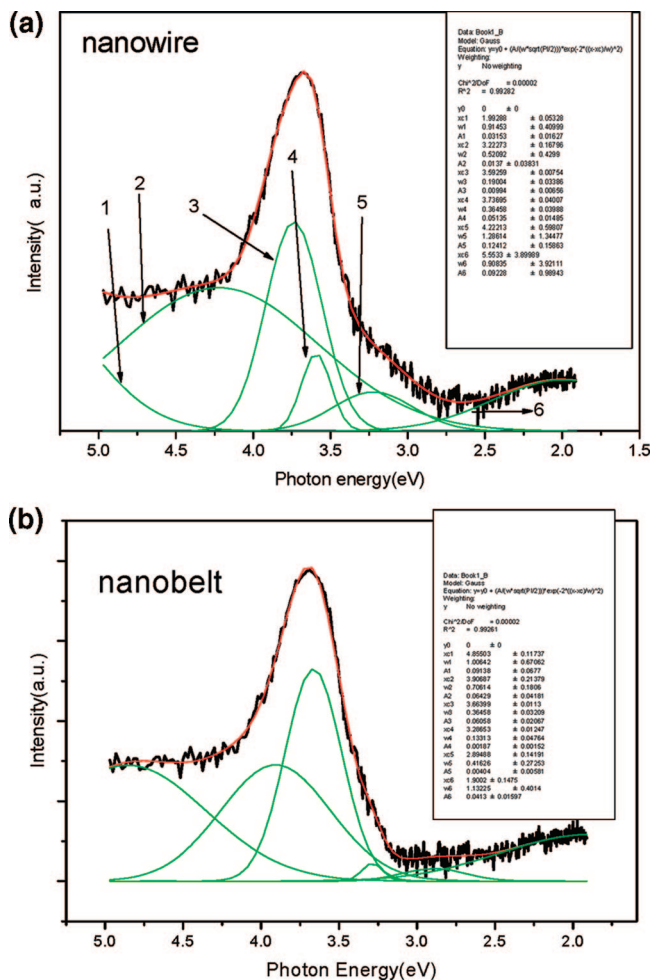 (a)
nanowire
Data: Book1_B
Model: Gauss
Equation: y=y0 + (A/(w*sqrt(PI/2)))*exp(-2*((x-xc)/w)^2)
Weighting:
y No weighting
Chi^2/DoF = 0.00002
R^2 = 0.99282
y0 0 ± 0
xc1 1.99288 ± 0.05328
w1 0.91453 ± 0.40999
A1 0.03153 ± 0.01627
xc2 3.22273 ± 0.16796
w2 0.52092 ± 0.4299
A2 0.0137 ± 0.03831
xc3 3.59259 ± 0.00754
w3 0.19004 ± 0.03386
A3 0.00994 ± 0.00656
xc4 3.73695 ± 0.04007
w4 0.36458 ± 0.03988
A4 0.05135 ± 0.01485
xc5 4.22213 ± 0.59807
w5 1.28614 ± 1.34477
A5 0.12412 ± 0.15863
xc6 5.5533 ± 3.89989
w6 0.90835 ± 3.92111
A6 0.09228 ± 0.98943
1
2
3
4
5
6
Intensity( a.u.)
5.0 4.5 4.0 3.5 3.0 2.5 2.0 1.5
Photon energy(eV)
(b)
nanobelt
Data: Book1_B
Model: Gauss
Equation: y=y0 + (A/(w*sqrt(PI/2)))*exp(-2*((x-xc)/w)^2)
Weighting:
y No weighting
Chi^2/DoF = 0.00002
R^2 = 0.99261
y0 0 ± 0
xc1 4.85503 ± 0.11737
w1 1.00642 ± 0.67062
A1 0.09138 ± 0.0677
xc2 3.90687 ± 0.21379
w2 0.70614 ± 0.1806
A2 0.06429 ± 0.04181
xc3 3.66399 ± 0.0113
w3 0.36458 ± 0.03209
A3 0.06058 ± 0.02067
xc4 3.28653 ± 0.01247
w4 0.13313 ± 0.04764
A4 0.00187 ± 0.00152
xc5 2.89488 ± 0.14191
w5 0.41626 ± 0.27253
A5 0.00404 ± 0.00581
xc6 1.9002 ± 0.1475
w6 1.13225 ± 0.4014
A6 0.0413 ± 0.01597
Intensity(a.u.)
5.0 4.5 4.0 3.5 3.0 2.5 2.0
Photon Energy(eV)